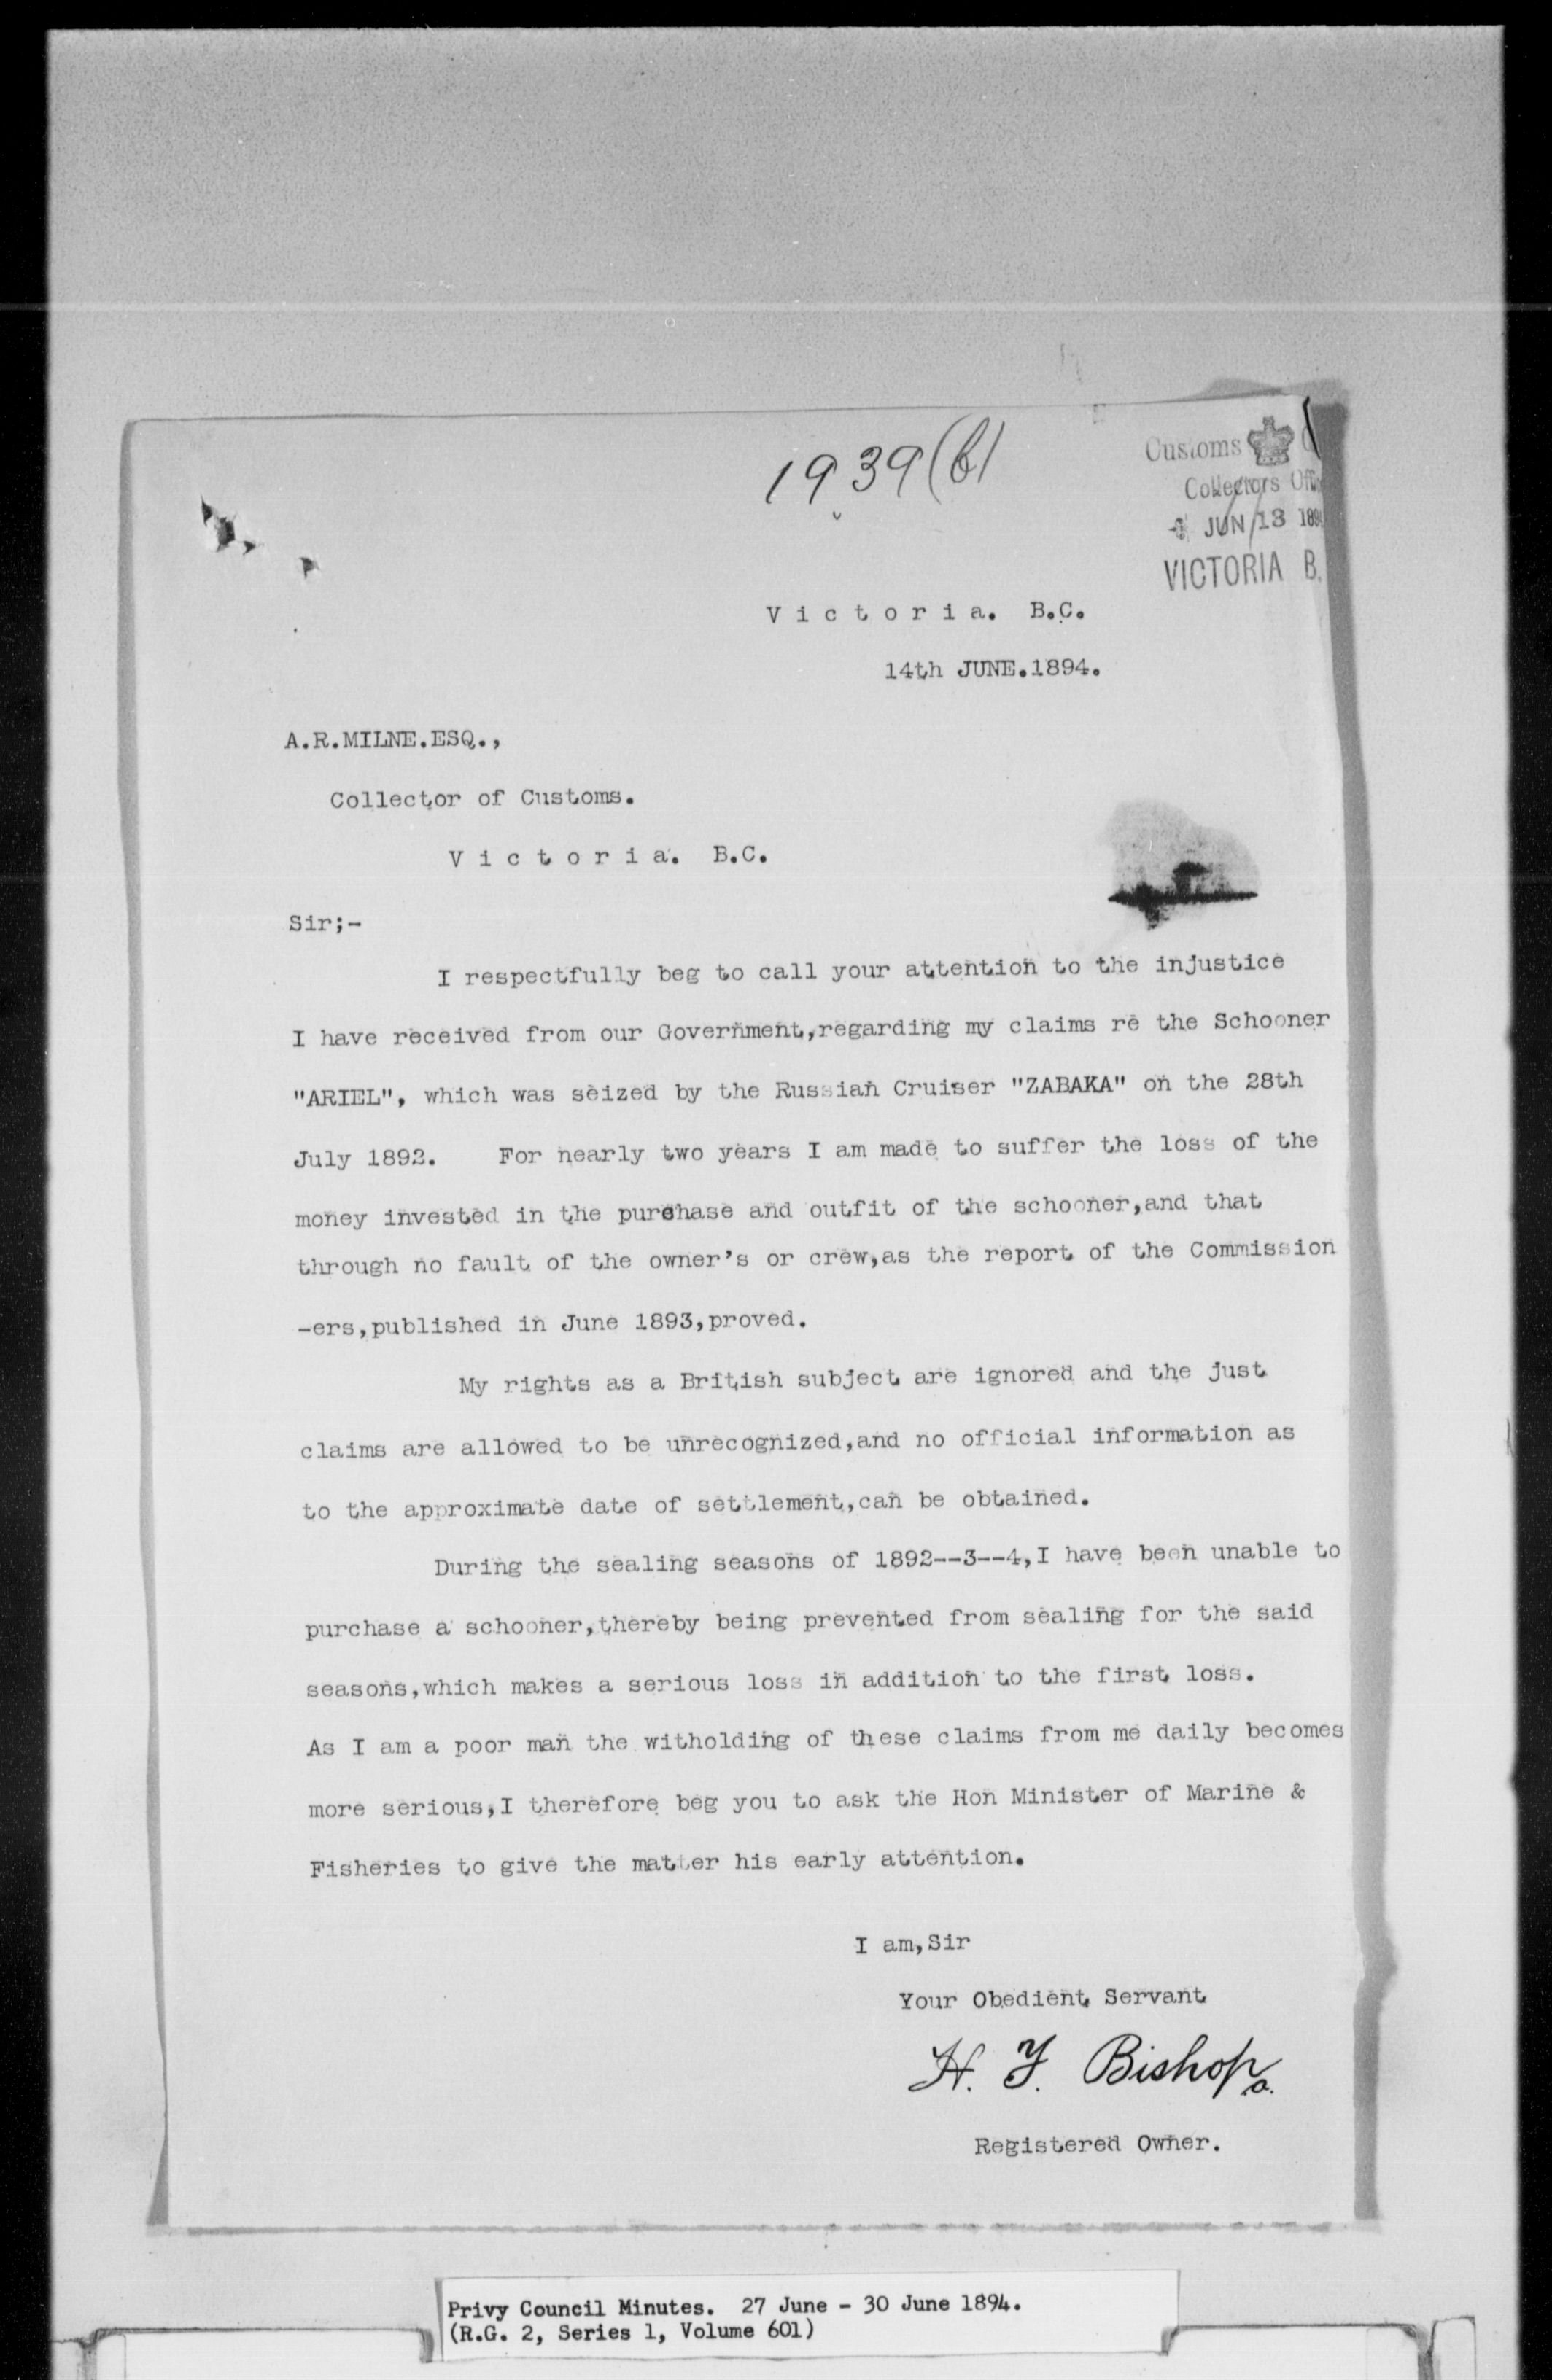 1939 (b)
Customs
Collectors
JUN 13 189
VICTORIA B.
Victoria. B.C.
14th JUNE.1894.
A.R.MILNE.ESQ.,
Collector of Customs.
Victoria. B.C.
Sir;-
I respectfully beg to call your attention to the injustice
I have received from our Government,regarding my claims re the Schooner
"ARIEL", which was seized by the Russian Cruiser "ZABAKA" on the 28th
July 1892. For nearly two years I am made to suffer the loss of the
money invested in the purchase and outfit of the schooner,and that
through no fault of the owner's or crew,as the report of the Commission
-ers,published in June 1893,proved.
My rights as a British subject are ignored and the just
claims are allowed to be unrecognized,and no official information as
to the approximate date of settlement,can be obtained.
During the sealing seasons of 1892--3--4,I have been unable to
purchase a schooner,thereby being prevented from sealing for the said
seasons,which makes a serious loss in addition to the first loss.
As I am a poor man the witholding of these claims from me daily becomes
more serious,I therefore beg you to ask the Hon Minister of Marine &
Fisheries to give the matter his early attention.
I am,Sir
Your Obedient Servant
H. F. Bishop
Registered Owner.
Privy Council Minutes. 27 June - 30 June 1894.
(R.G. 2, Series 1, Volume 601)